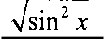 √sin² x